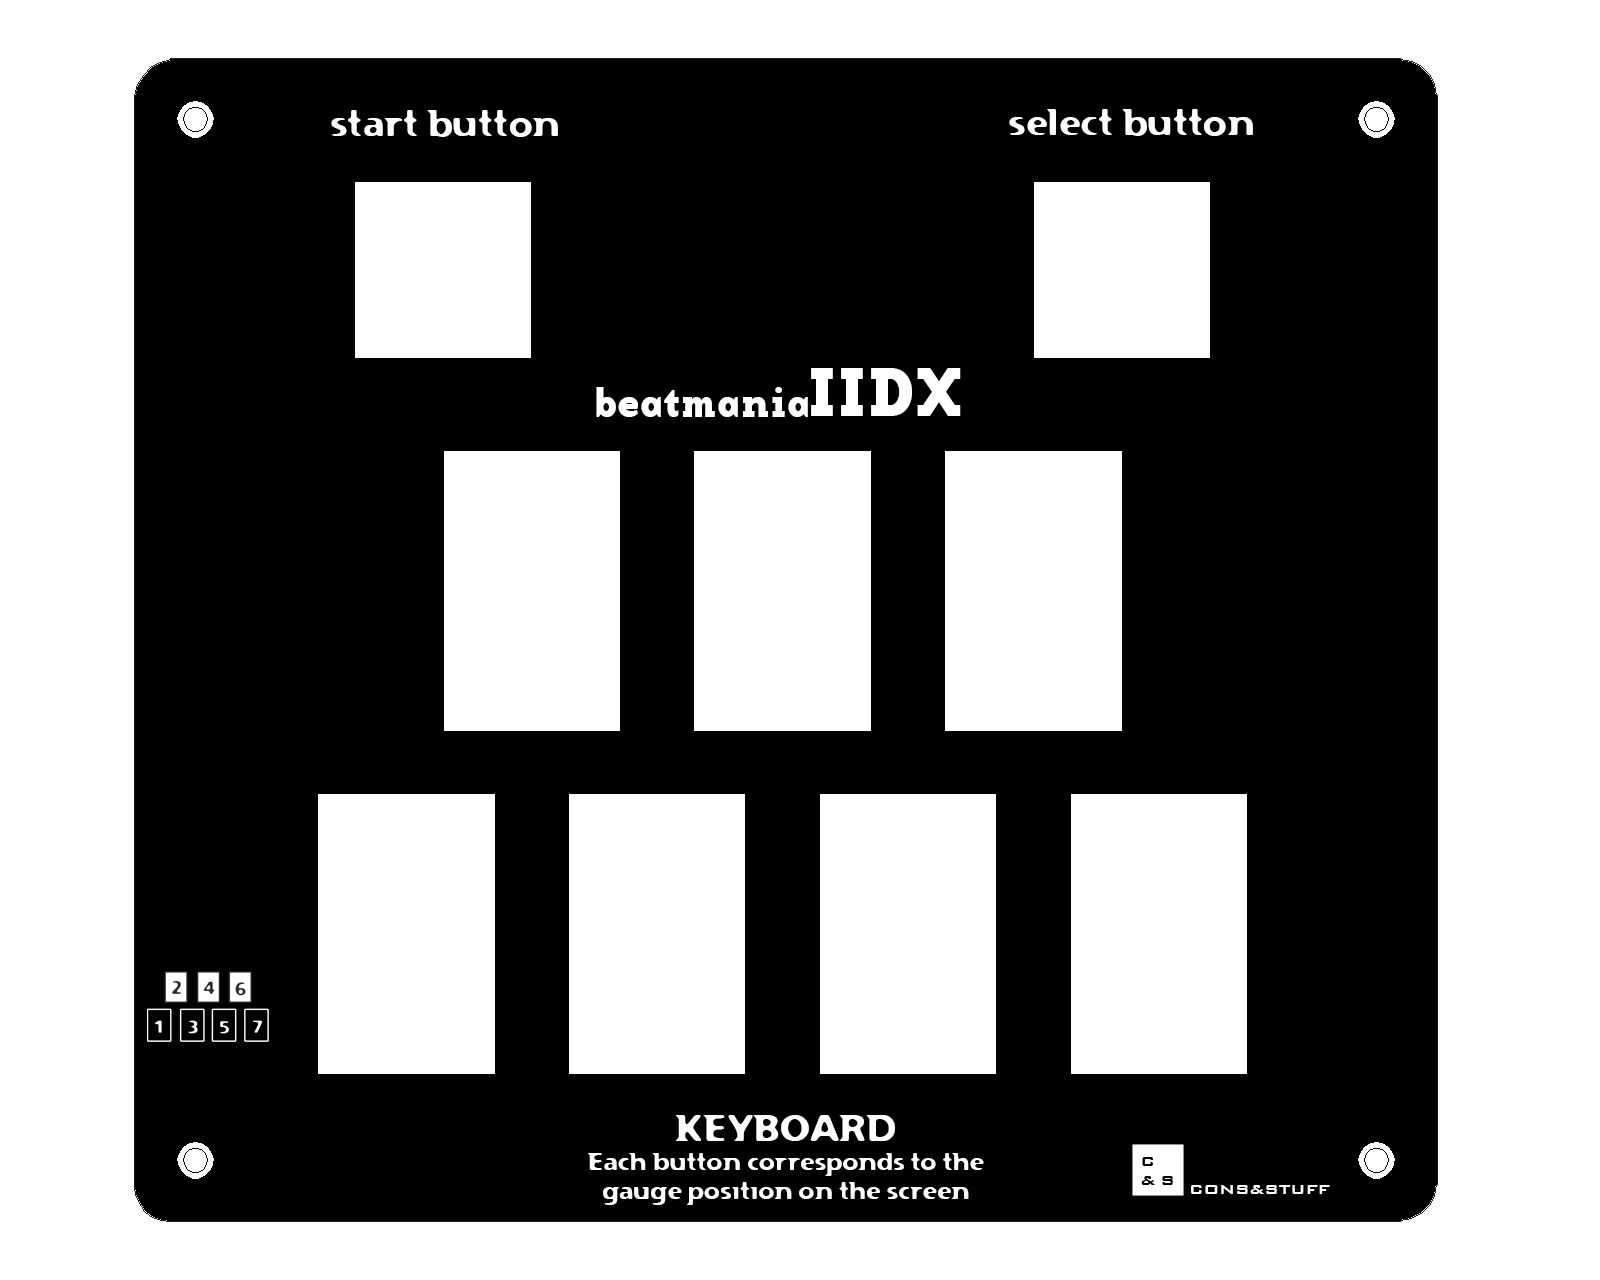 start button
select button
beatmaniaIIDX
2 4 6
1 3 5 7
KEYBOARD
Each button corresponds to the
gauge position on the screen
C
& S
CONS&STUFF